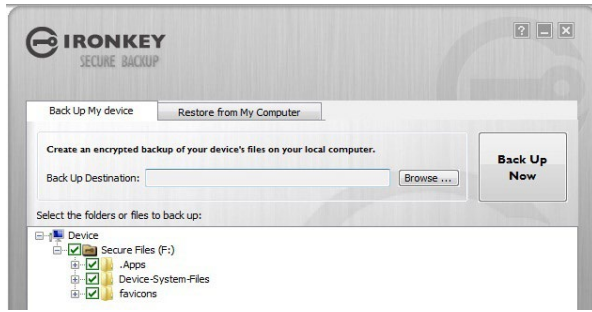 IRONKEY
SECURE BACKUP
Back Up My device
Restore from My Computer
Create an encrypted backup of your device's files on your local computer.
Back Up Destination:
Browse ...
Back Up
Now
Select the folders or files to back up:
Device
Secure Files (F:)
.Apps
Device-System-Files
favicons